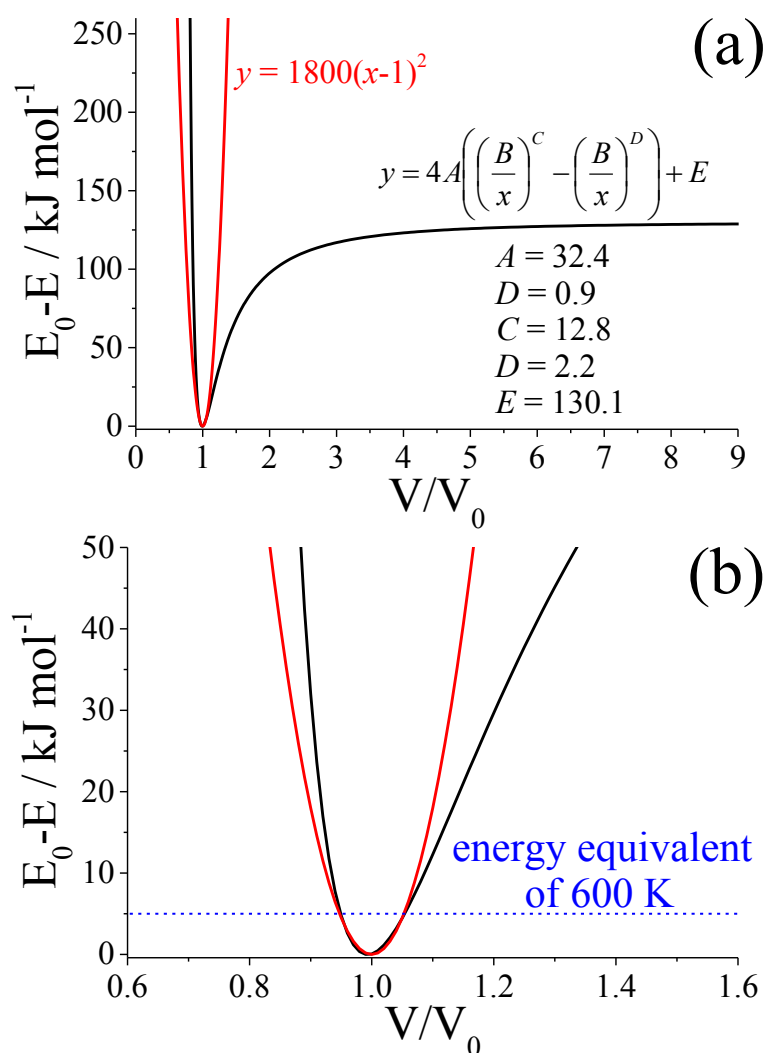 (a)
y = 1800(x-1)²
y = 4A((B/x)^C − (B/x)^D) + E
A = 32.4
D = 0.9
C = 12.8
D = 2.2
E = 130.1
E₀-E / kJ mol⁻¹
250
200
150
100
50
0
0 1 2 3 4 5 6 7 8 9
V/V₀
(b)
E₀-E / kJ mol⁻¹
50
40
30
20
10
0
energy equivalent
of 600 K
0.6 0.8 1.0 1.2 1.4 1.6
V/V₀